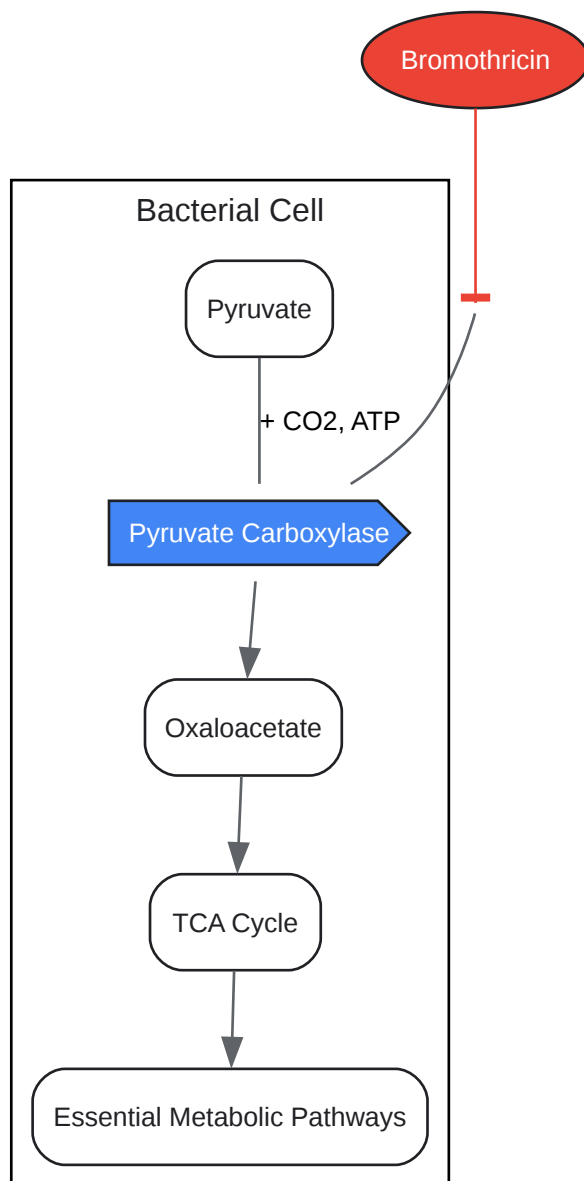 Bromothricin
Bacterial Cell
Pyruvate
+ CO2, ATP
Pyruvate Carboxylase
Oxaloacetate
TCA Cycle
Essential Metabolic Pathways